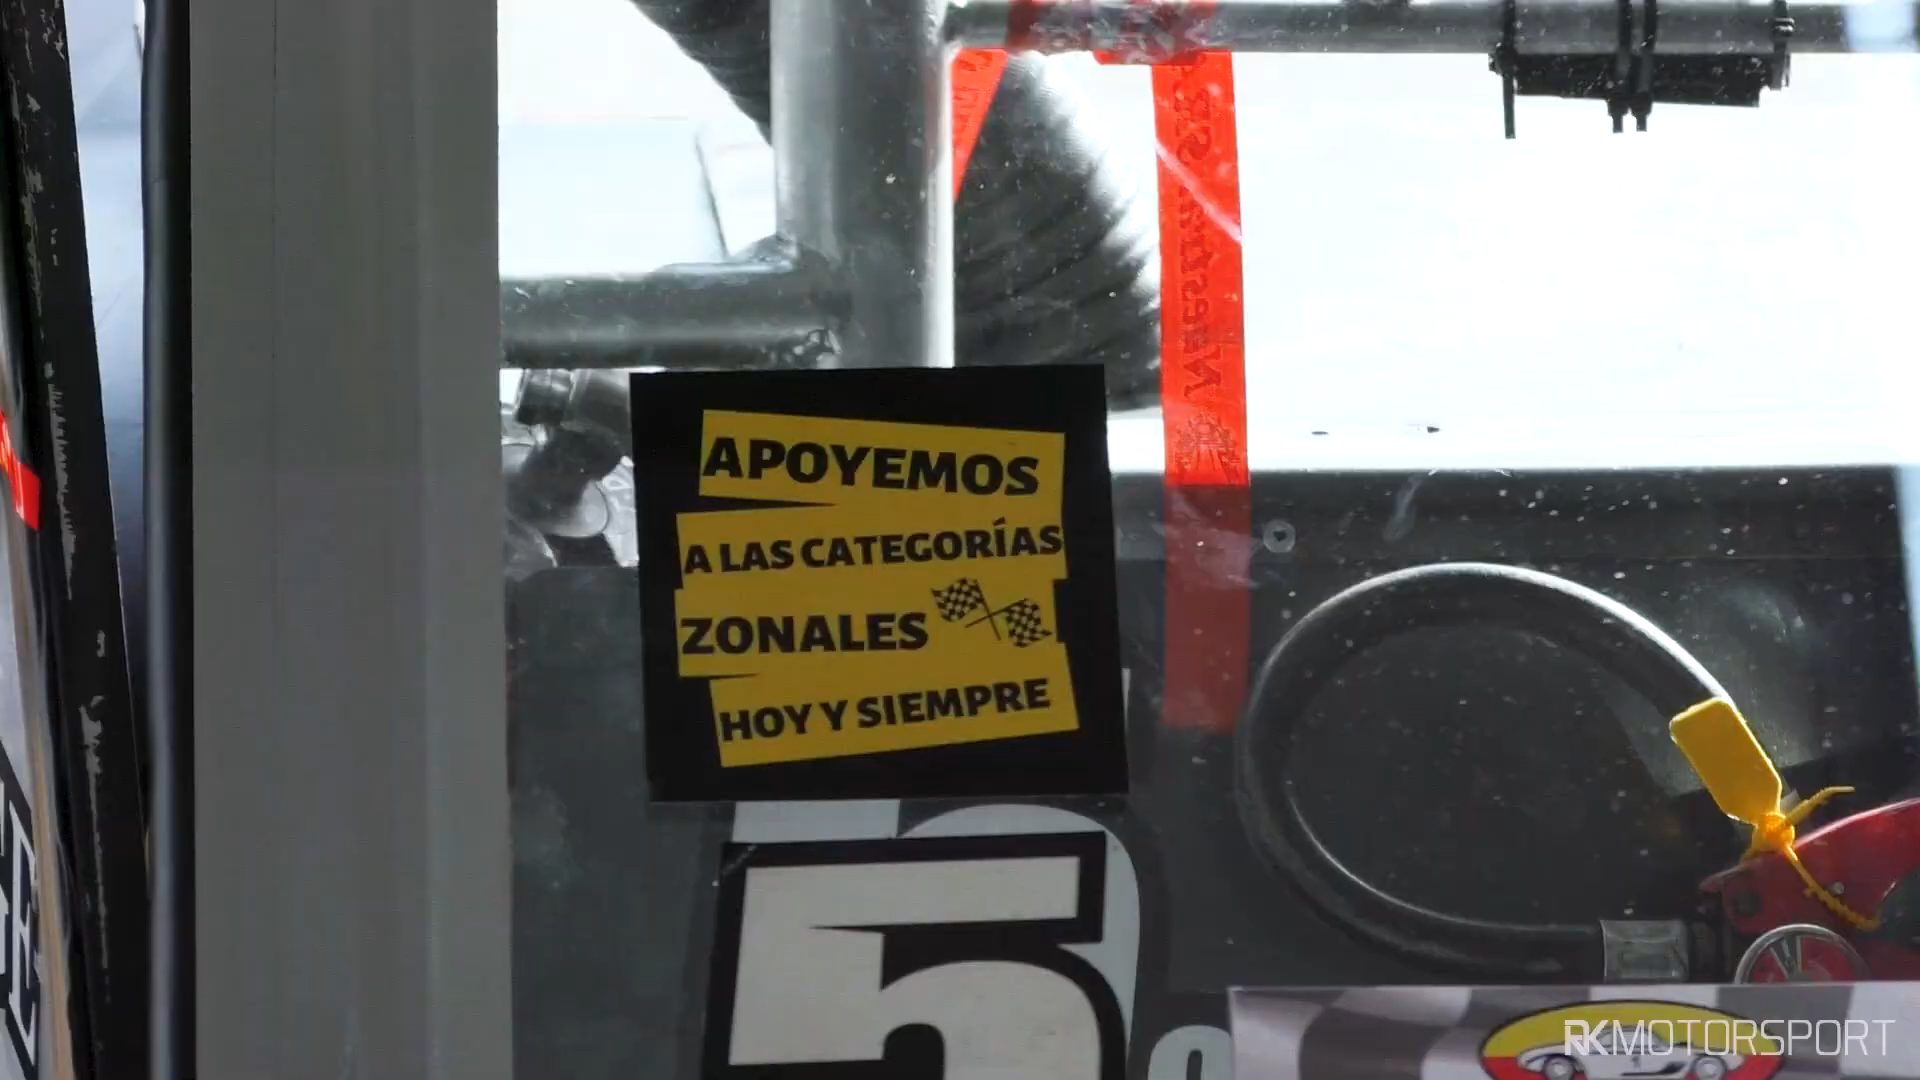 APOYEMOS
A LAS CATEGORÍAS
ZONALES
HOY Y SIEMPRE
5
RKMOTORSPORT